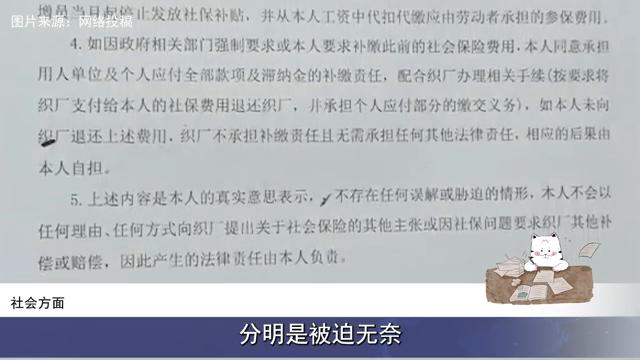 增员当月起停止发放社保补贴，并从本人工资中代扣代缴由劳动者承担的参保费用。
图片来源：网络投稿
4.如因政府相关部门强制要求或本人要求补缴此前的社会保险费用，本人同意承担
用人单位及个人应付全部款项及滞纳金的补缴责任，配合织厂办理相关手续(按要求将
织厂支付给本人的社保费用退还织厂，并承担个人应付部分的缴交义务)，如本人未向
织厂退还上述费用，织厂不承担补缴责任且无需承担任何其他法律责任，相应的后果由
本人自担。
5.上述内容是本人的真实意思表示，不存在任何误解或胁迫的情形，本人不会以
任何理由、任何方式向织厂提出关于社会保险的其他主张或因社保问题要求织厂其他补
偿或赔偿，因此产生的法律责任由本人负责。
社会方面
分明是被迫无奈